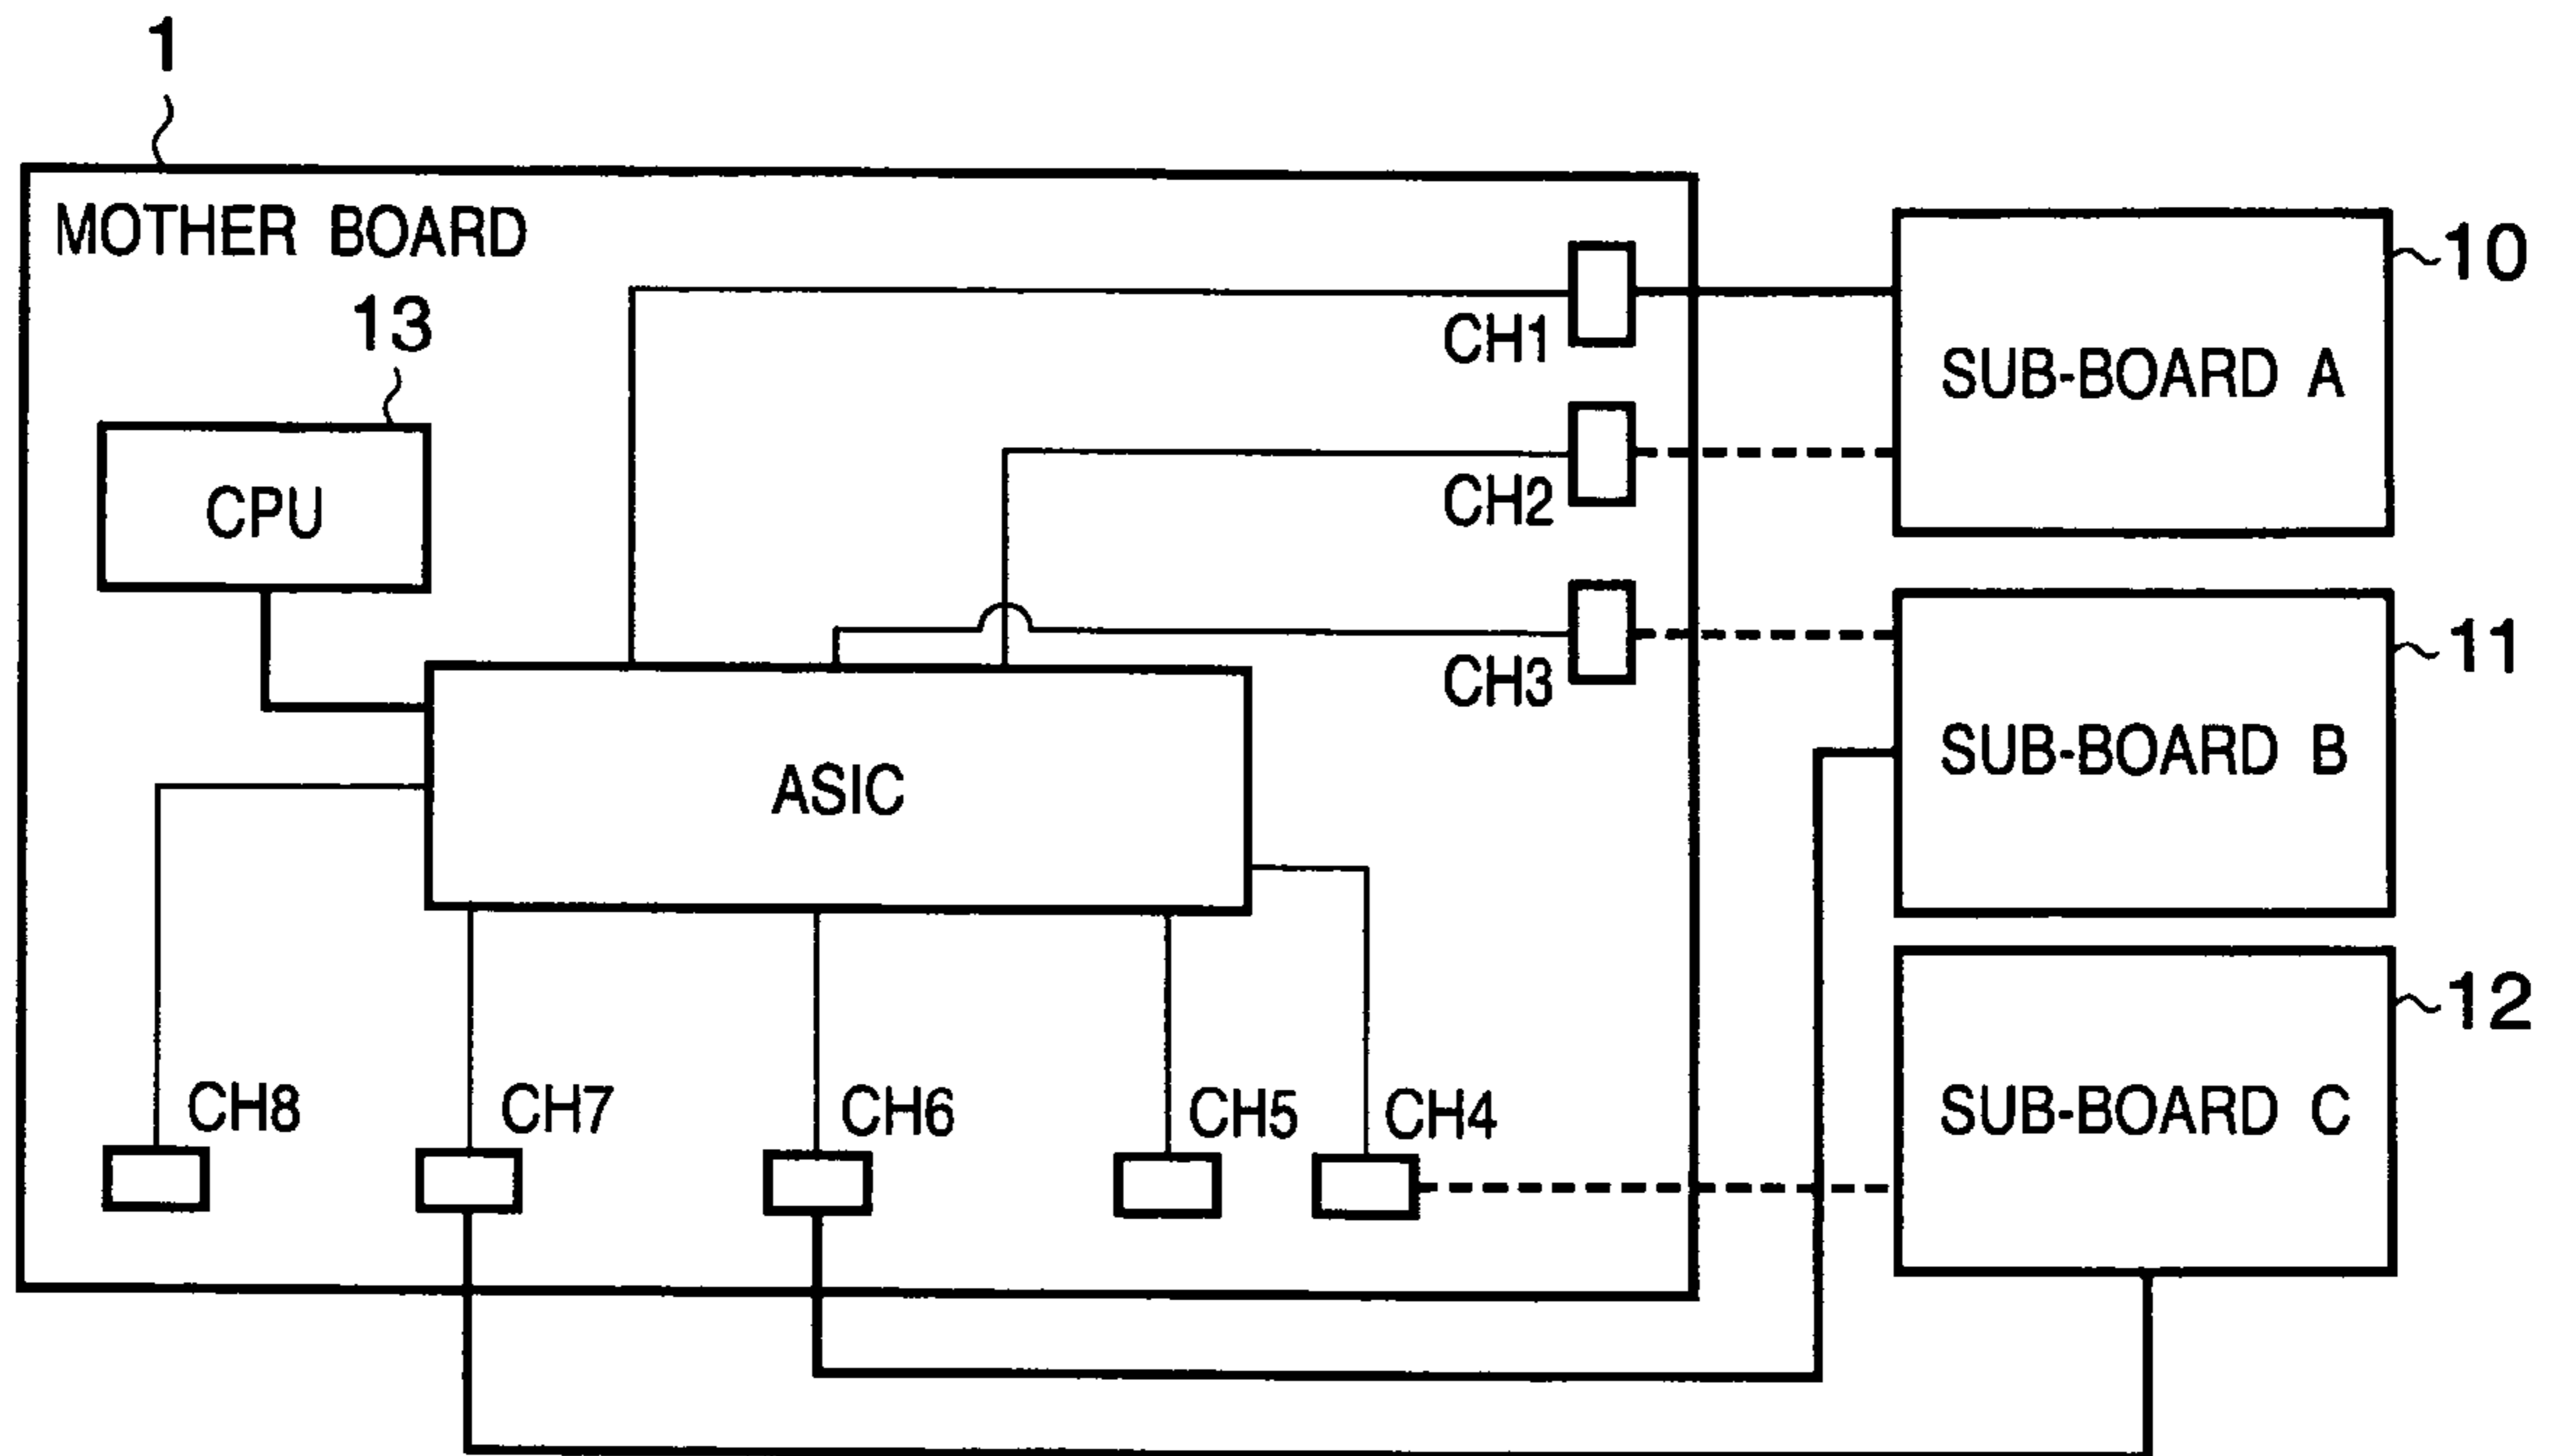 1
MOTHER BOARD
10
13
CH1
SUB-BOARD A
CPU
CH2
11
CH3
SUB-BOARD B
ASIC
12
CH8
CH7
CH6
CH5
CH4
SUB-BOARD C